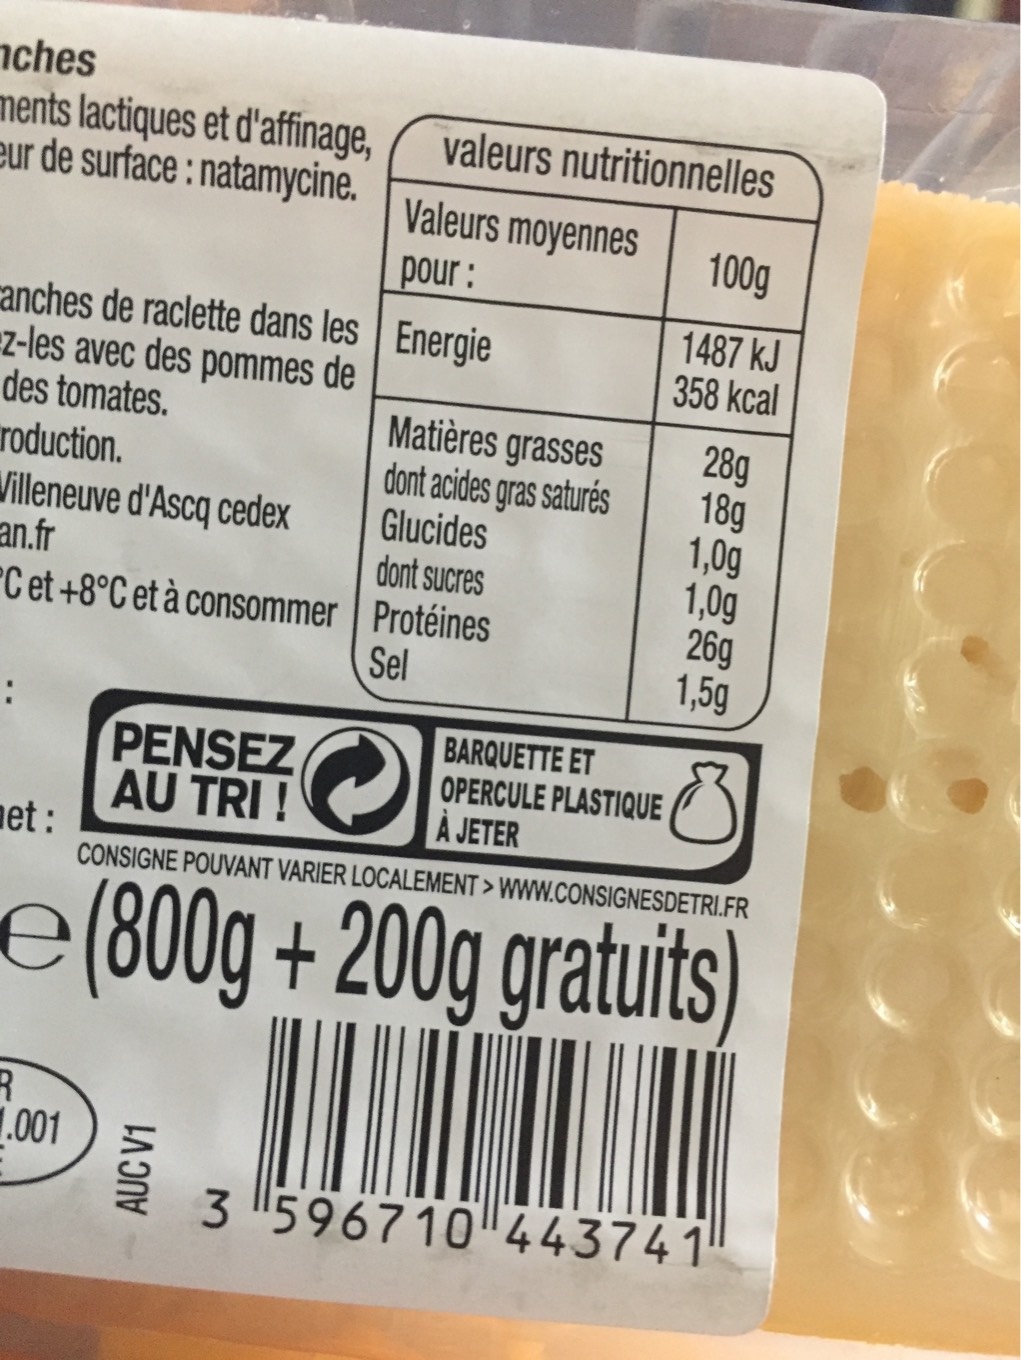 nches
ments lactiques et d'affinage,
eur de surface : natamycine.
anches de raclette dans les
ez-les avec des pommes de
des tomates.
roduction.
Villeneuve d'Ascq cedex
an.fr
°C et +8°C et à consommer
:
net :
valeurs nutritionnelles
Valeurs moyennes pour : 100g
Energie 1487 kJ
358 kcal
Matières grasses 28g
dont acides gras saturés 18g
Glucides 1,0g
dont sucres 1,0g
Protéines 26g
Sel 1,5g
PENSEZ
AU TRI !
BARQUETTE ET
OPERCULE PLASTIQUE
À JETER
CONSIGNE POUVANT VARIER LOCALEMENT > WWW.CONSIGNESDETRI.FR
e (800g + 200g gratuits)
R
1.001
AUC V1
3 596710 443741